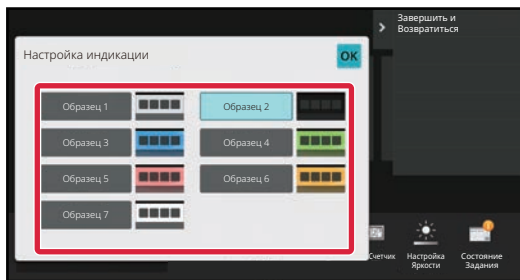 Завершить и
Возвратиться
Настройка индикации
OK
Образец 1
Образец 2
Образец 3
Образец 4
Образец 5
Образец 6
Образец 7
Счетчик
Настройка
Яркости
Состояние
Задания